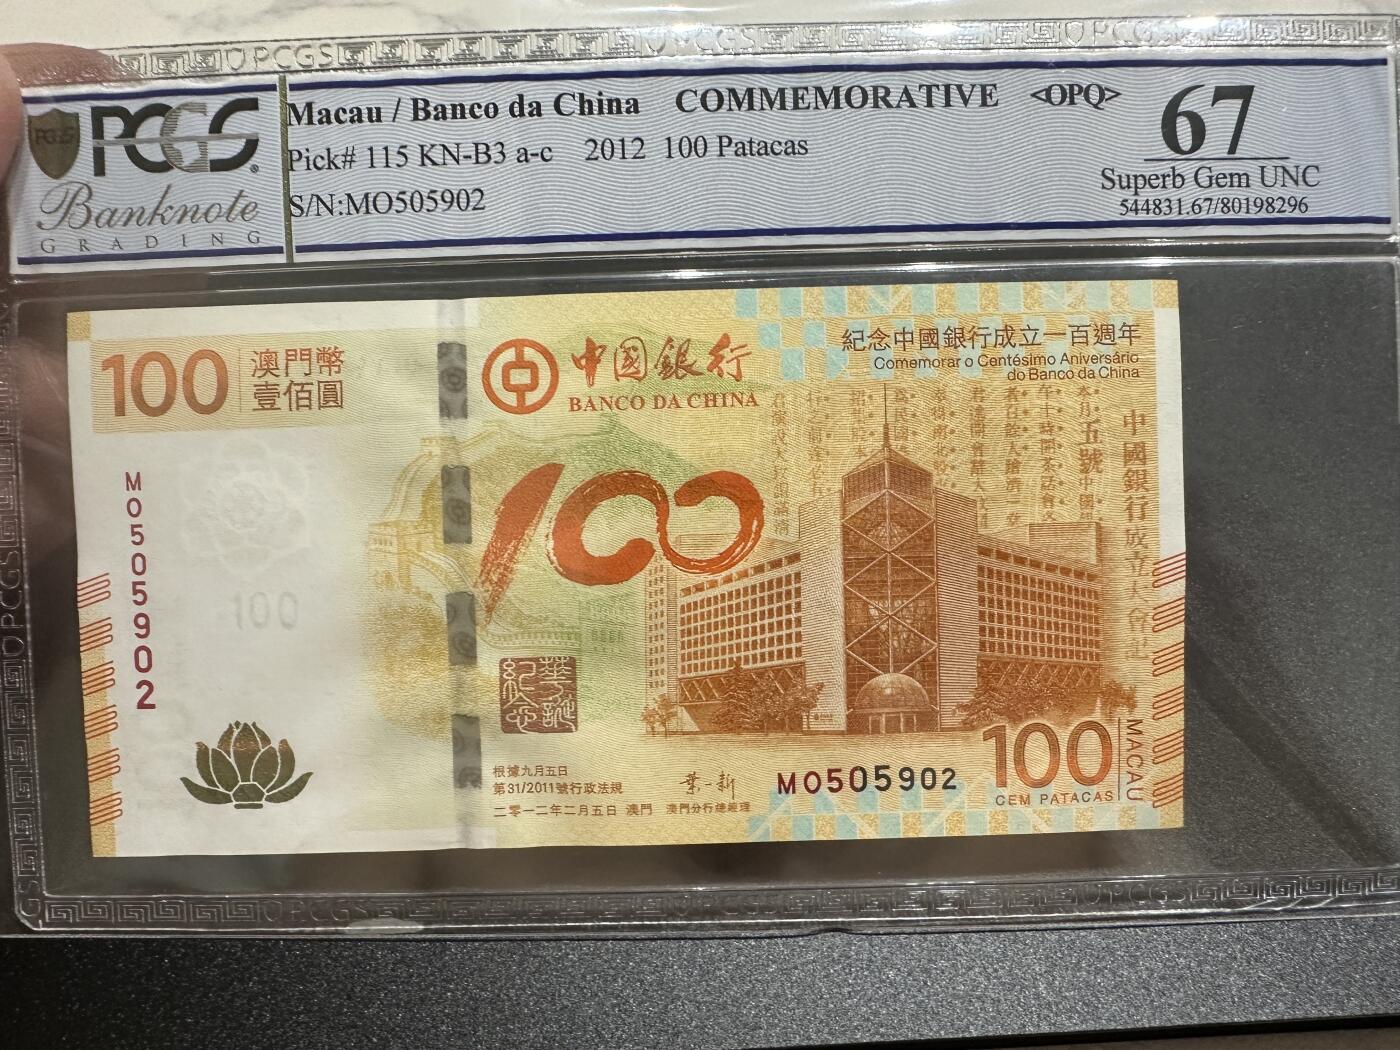 PCGS
PCGS
Banknote
GRADING
Macau / Banco da China COMMEMORATIVE <OPQ>
Pick# 115 KN-B3 a-c 2012 100 Patacas
S/N:MO505902
67
Superb Gem UNC
544831.67/80198296
100 澳門幣
壹佰圓
中國銀行
BANCO DA CHINA
紀念中國銀行成立一百週年
Comemorar o Centésimo Aniversário
do Banco da China
中國銀行成立大會記
MO505902
100
100
根據九月五日
第31/2011號行政法規
二零一二年二月五日 澳門 澳門分行總經理
葉一新
MO505902
100
CEM PATACAS
MACAU